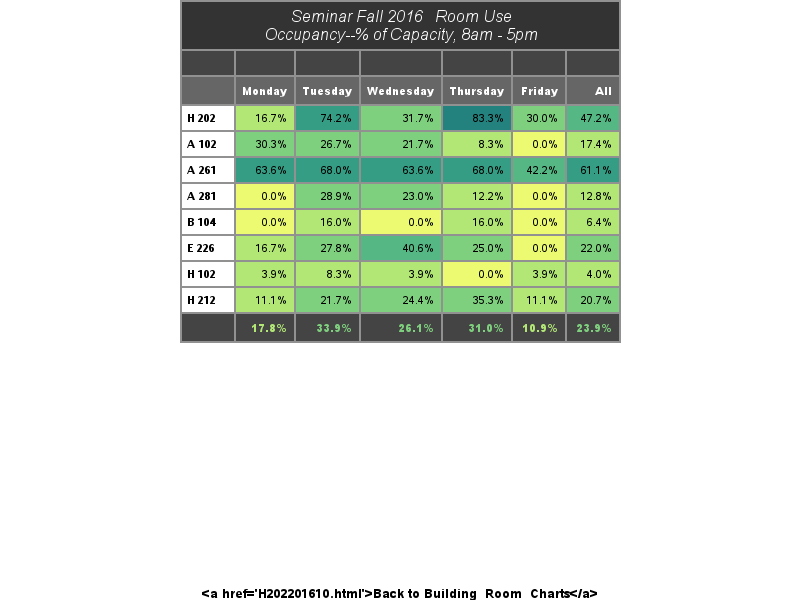 Seminar Fall 2016 Room Use
Occupancy--% of Capacity, 8am - 5pm
Monday Tuesday Wednesday Thursday Friday All
H 202 16.7% 74.2% 31.7% 83.3% 30.0% 47.2%
A 102 30.3% 26.7% 21.7% 8.3% 0.0% 17.4%
A 261 63.6% 68.0% 63.6% 68.0% 42.2% 61.1%
A 281 0.0% 28.9% 23.0% 12.2% 0.0% 12.8%
B 104 0.0% 16.0% 0.0% 16.0% 0.0% 6.4%
E 226 16.7% 27.8% 40.6% 25.0% 0.0% 22.0%
H 102 3.9% 8.3% 3.9% 0.0% 3.9% 4.0%
H 212 11.1% 21.7% 24.4% 35.3% 11.1% 20.7%
17.8% 33.9% 26.1% 31.0% 10.9% 23.9%
<a href='H202201610.html'>Back to Building Room Charts</a>